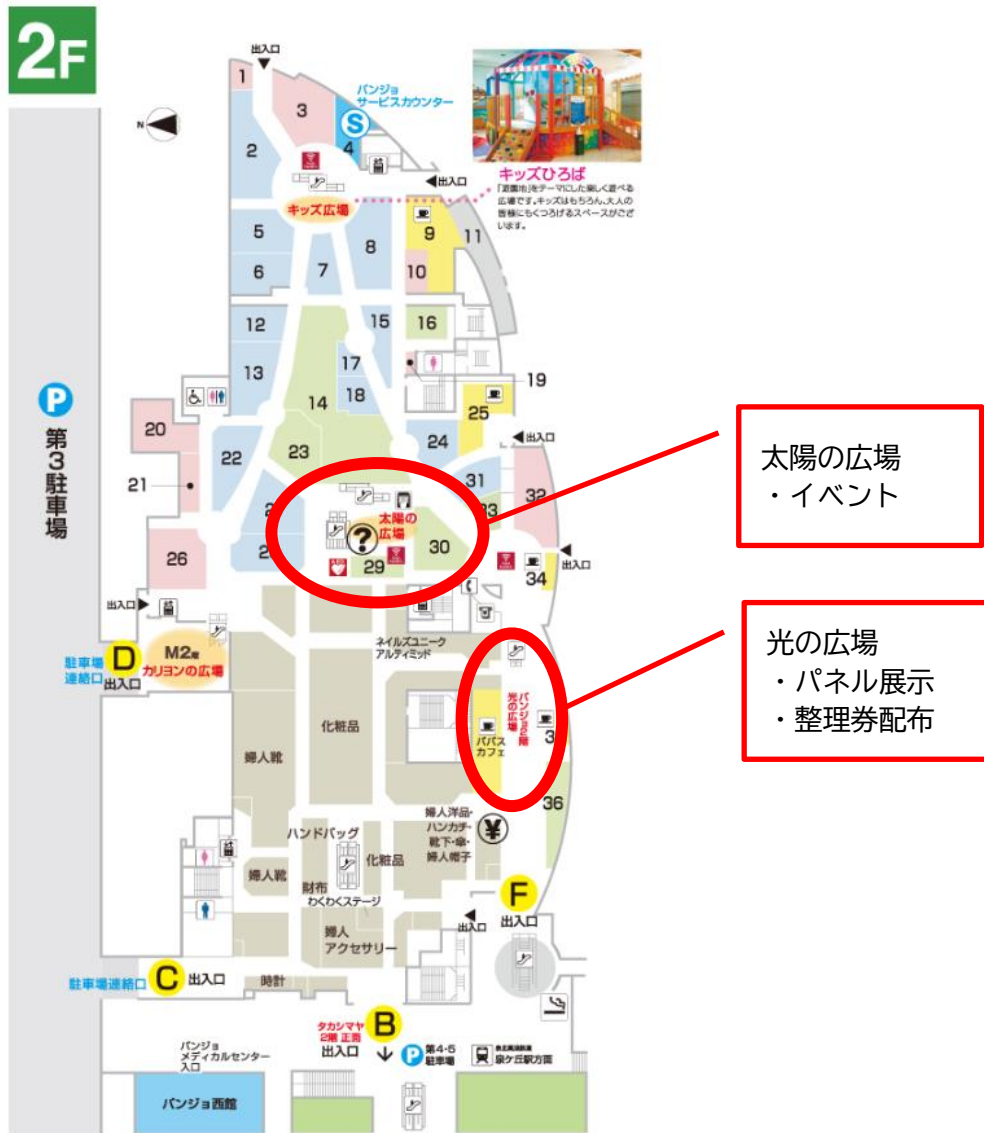 2F
出入口
1
3
パンジョ
サービスカウンター
S
N
2
4
キッズひろば
「遊園地」をテーマにした楽しく遊べる
広場です。キッズはもちろん、大人の
皆様にもくつろげるスペースがござ
います。
出入口
キッズ広場
5
8
9
11
6
7
10
12
15
16
13
17
19
P
第3駐車場
14
18
25
20
24
出入口
22
23
太陽の広場
・イベント
21
31
32
2
33
太陽の
広場
?
26
2
29
30
34
出入口
出入口
光の広場
・パネル展示
・整理券配布
ネイルズユニーク
アルティミッド
M2階
カリヨンの広場
駐車場
連絡口
D
出入口
パンジョ2階
光の広場
化粧品
パパス
カフェ
3
婦人靴
36
婦人洋品・
ハンカチ・
靴下・傘・
婦人帽子
¥
ハンドバッグ
化粧品
婦人靴
財布
わくわくステージ
F
出入口
出入口
婦人
アクセサリー
駐車場連絡口
C
出入口
時計
タカシマヤ
2階 正面
出入口
B
パンジョ
メディカルセンター
入口
P
第4・5
駐車場
泉北高速鉄道
泉ケ丘駅方面
パンジョ西館